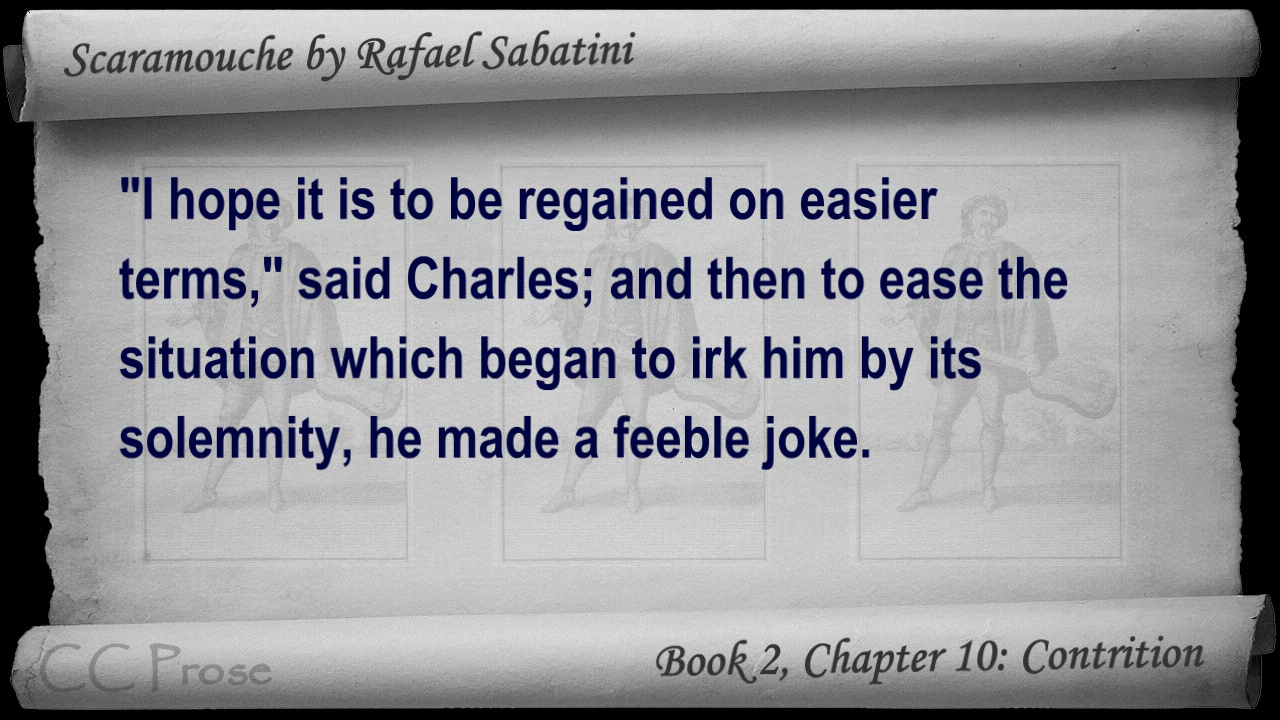 Scaramouche by Rafael Sabatini
"I hope it is to be regained on easier
terms," said Charles; and then to ease the
situation which began to irk him by its
solemnity, he made a feeble joke.
CC Prose
Book 2, Chapter 10: Contrition